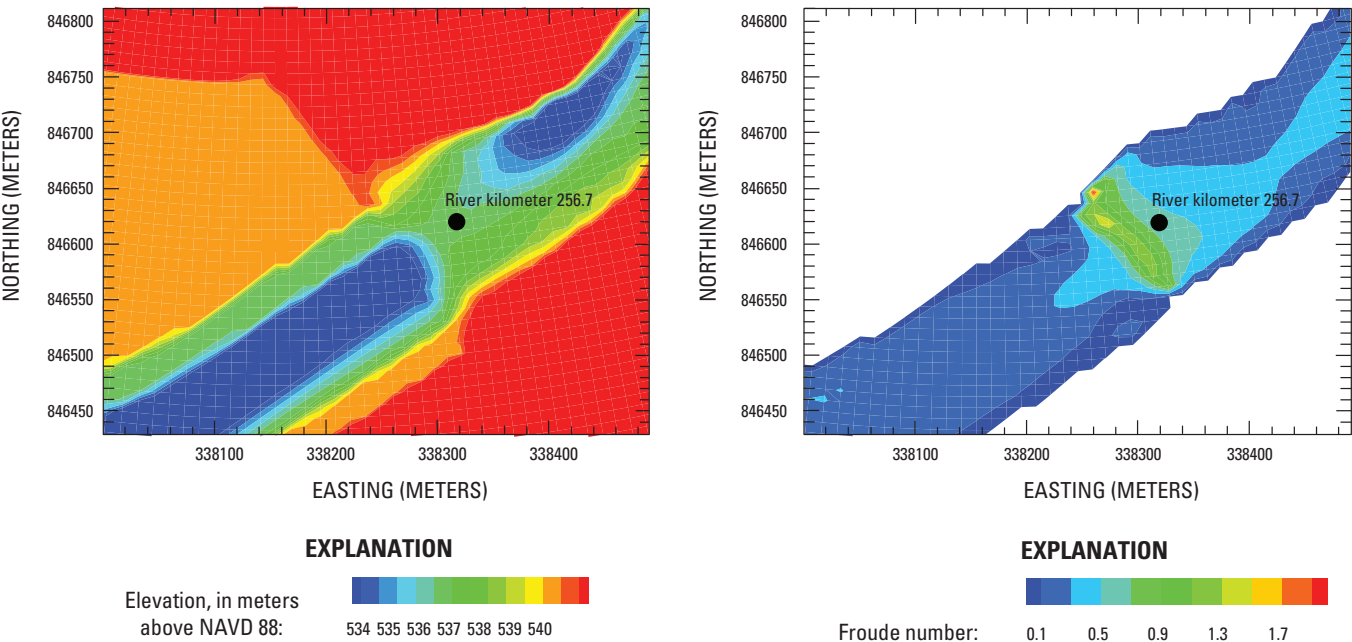 846800
846750
846700
846650
846600
846550
846500
846450
NORTHING (METERS)
River kilometer 256.7
338100 338200 338300 338400
EASTING (METERS)
EXPLANATION
Elevation, in meters
above NAVD 88:
534 535 536 537 538 539 540
846800
846750
846700
846650
846600
846550
846500
846450
NORTHING (METERS)
River kilometer 256.7
338100 338200 338300 338400
EASTING (METERS)
EXPLANATION
Froude number: 0.1 0.5 0.9 1.3 1.7